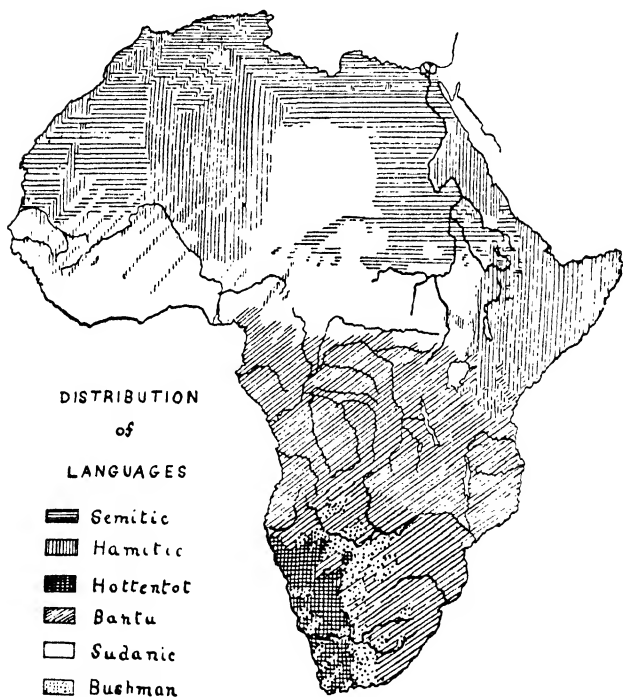 DISTRIBUTION
of
LANGUAGES
Semitic
Hamitic
Hottentot
Bantu
Sudanic
Bushman